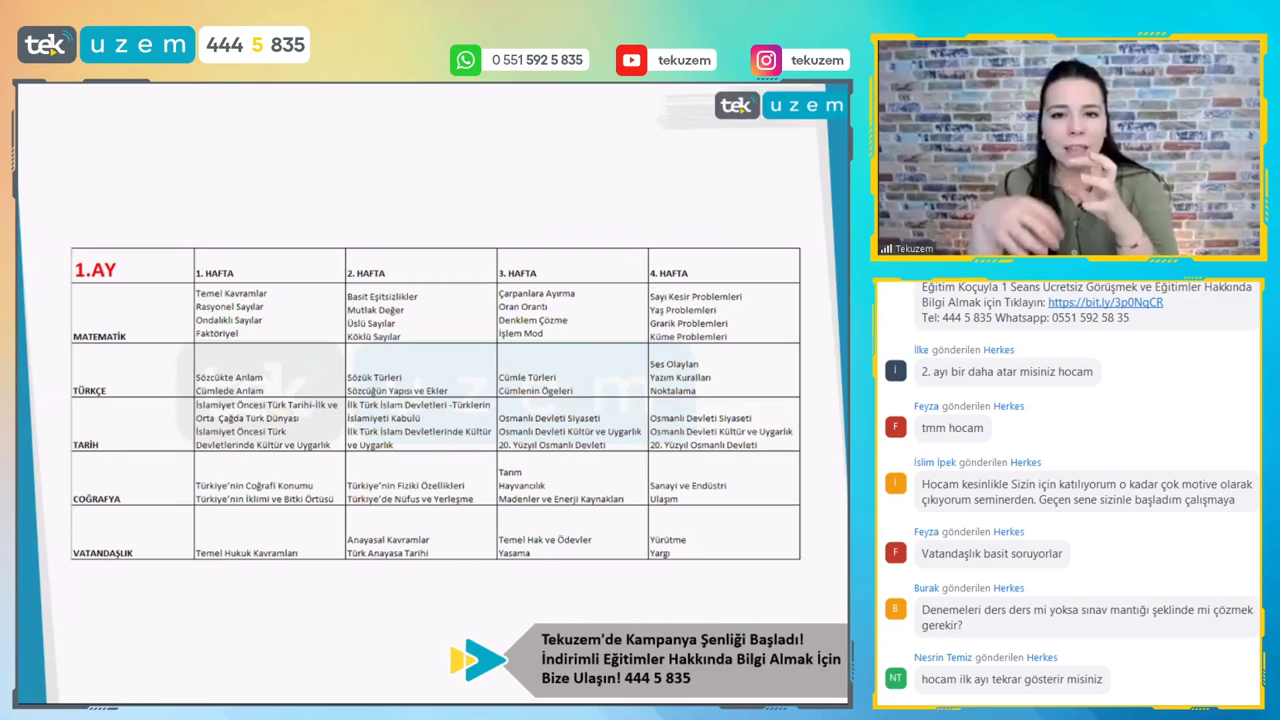 tek uzem 444 5 835
0 551 592 5 835
tekuzem
tekuzem
tek uzem
1.AY
1. HAFTA
2. HAFTA
3. HAFTA
4. HAFTA
MATEMATİK
Temel Kavramlar
Rasyonel Sayılar
Ondalıklı Sayılar
Faktöriyel
Basit Eşitsizlikler
Mutlak Değer
Üslü Sayılar
Köklü Sayılar
Çarpanlara Ayırma
Oran Orantı
Denklem Çözme
İşlem Mod
Sayı Kesir Problemleri
Yaş Problemleri
Grarik Problemleri
Küme Problemleri
TÜRKÇE
Sözcükte Anlam
Cümlede Anlam
Sözük Türleri
Sözcüğün Yapısı ve Ekler
Cümle Türleri
Cümlenin Ögeleri
Ses Olayları
Yazım Kuralları
Noktalama
TARİH
İslamiyet Öncesi Türk Tarihi-İlk ve
Orta Çağda Türk Dünyası
İslamiyet Öncesi Türk
Devletlerinde Kültür ve Uygarlık
İlk Türk İslam Devletleri -Türklerin
İslamiyeti Kabulü
İlk Türk İslam Devletlerinde Kültür
ve Uygarlık
Osmanlı Devleti Siyaseti
Osmanlı Devleti Kültür ve Uygarlık
20. Yüzyıl Osmanlı Devleti
Osmanlı Devleti Siyaseti
Osmanlı Devleti Kültür ve Uygarlık
20. Yüzyıl Osmanlı Devleti
COĞRAFYA
Türkiye'nin Coğrafi Konumu
Türkiye'nin İklimi ve Bitki Örtüsü
Türkiye'nin Fiziki Özellikleri
Türkiye'de Nüfus ve Yerleşme
Tarım
Hayvancılık
Madenler ve Enerji Kaynakları
Sanayi ve Endüstri
Ulaşım
VATANDAŞLIK
Temel Hukuk Kavramları
Anayasal Kavramlar
Türk Anayasa Tarihi
Temel Hak ve Ödevler
Yasama
Yürütme
Yargı
Tekuzem'de Kampanya Şenliği Başladı!
İndirimli Eğitimler Hakkında Bilgi Almak İçin
Bize Ulaşın! 444 5 835
Tekuzem
Eğitim Koçuyla 1 Seans Ücretsiz Görüşmek ve Eğitimler Hakkında
Bilgi Almak için Tıklayın: https://bit.ly/3p0NqCR
Tel: 444 5 835 Whatsapp: 0551 592 58 35
İlke gönderilen Herkes
İ
2. ayı bir daha atar misiniz hocam
Feyza gönderilen Herkes
F
tmm hocam
İslim İpek gönderilen Herkes
İ
Hocam kesinlikle Sizin için katılıyorum o kadar çok motive olarak
çıkıyorum seminerden. Geçen sene sizinle başladım çalışmaya
Feyza gönderilen Herkes
F
Vatandaşlık basit soruyorlar
Burak gönderilen Herkes
B
Denemeleri ders ders mi yoksa sınav mantığı şeklinde mi çözmek
gerekir?
Nesrin Temiz gönderilen Herkes
NT
hocam ilk ayı tekrar gösterir misiniz